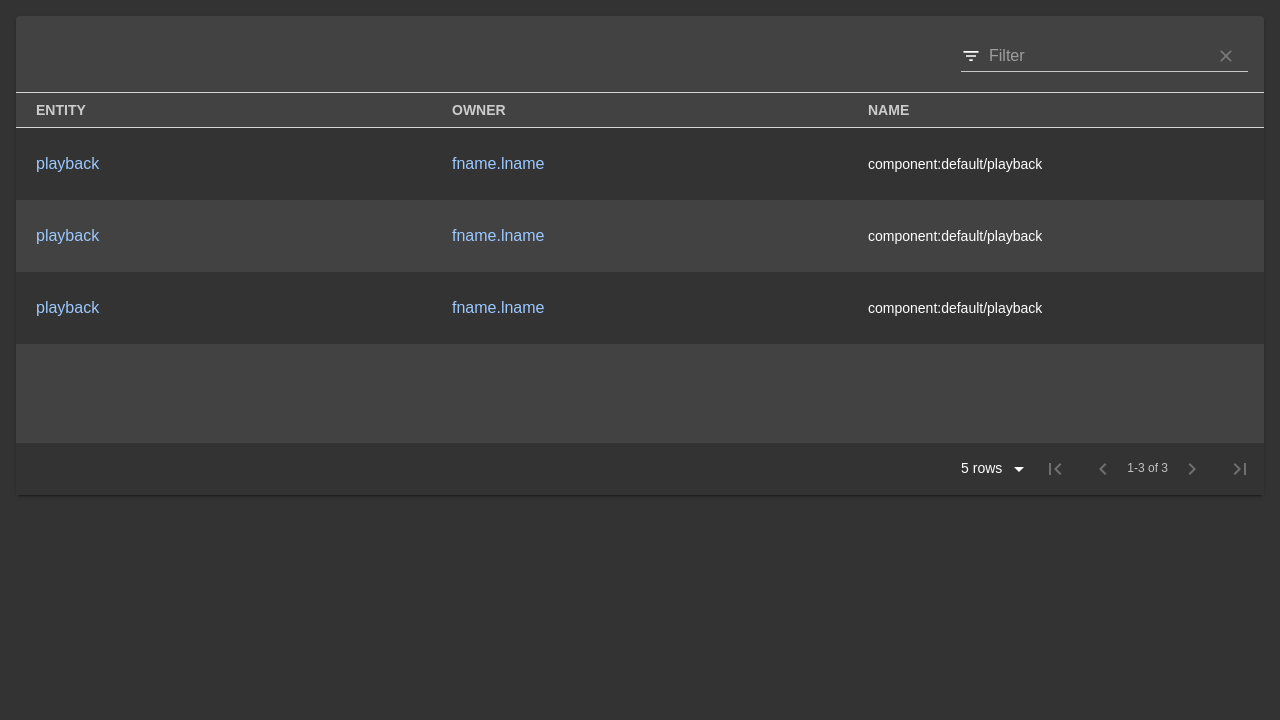 Filter
ENTITY OWNER NAME
playback fname.lname component:default/playback
playback fname.lname component:default/playback
playback fname.lname component:default/playback
5 rows 1-3 of 3